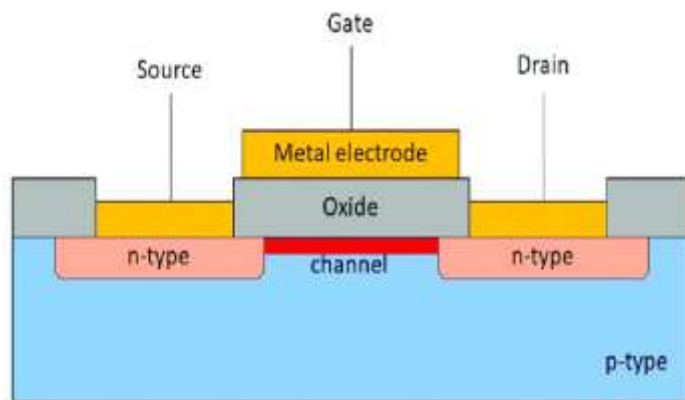 Gate
Source
Drain
Metal electrode
Oxide
n-type
channel
n-type
p-type